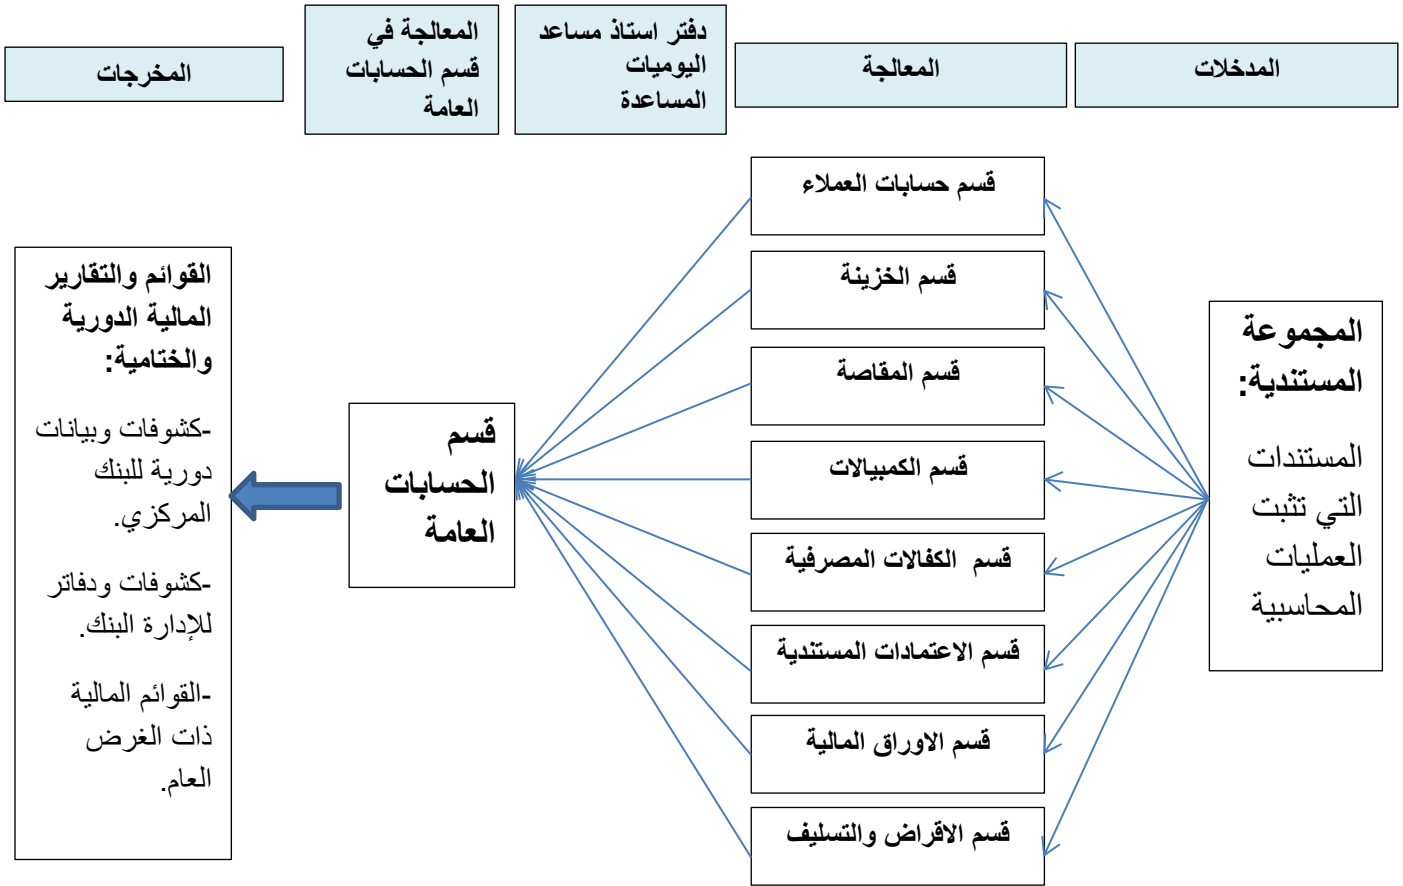 المدخلات
المعالجة
دفتر استاذ مساعد
اليوميات
المساعدة
المعالجة في
قسم الحسابات
العامة
المخرجات
المجموعة
المستندية:
المستندات
التي تثبت
العمليات
المحاسبية
قسم حسابات العملاء
قسم الخزينة
قسم المقاصة
قسم الكمبيالات
قسم الكفالات المصرفية
قسم الاعتمادات المستندية
قسم الاوراق المالية
قسم الاقراض والتسليف
قسم
الحسابات
العامة
القوائم والتقارير
المالية الدورية
والختامية:
-كشوفات وبيانات
دورية للبنك
المركزي.
-كشوفات ودفاتر
للإدارة البنك.
-القوائم المالية
ذات الغرض
العام.